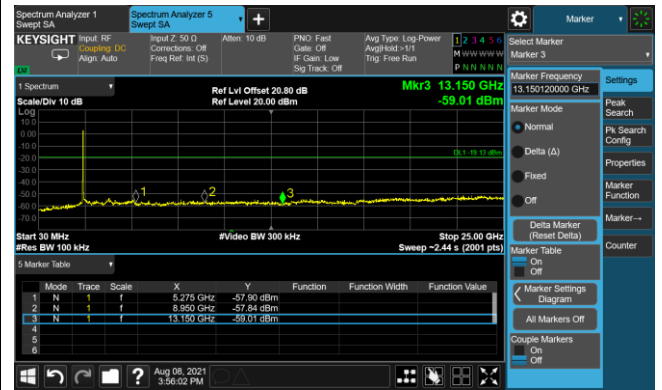 Spectrum Analyzer 1
Swept SA
Spectrum Analyzer 5
Swept SA
+
Marker
KEYSIGHT
Input: RF
Coupling: DC
Align: Auto
Input Z: 50 Ω
Corrections: Off
Freq Ref: Int (S)
Atten: 10 dB
PNO: Fast
Gate: Off
IF Gain: Low
Sig Track: Off
Avg Type: Log-Power
Avg|Hold:>1/1
Trig: Free Run
1 2 3 4 5 6
M W W W W W
P N N N N N
LNI
Select Marker
Marker 3
1 Spectrum
Scale/Div 10 dB
Ref Lvl Offset 20.80 dB
Ref Level 20.00 dBm
Mkr3 13.150 GHz
-59.01 dBm
Log
10.0
0.00
-10.0
-20.0
-30.0
-40.0
-50.0
-60.0
-70.0
DL1 -19.13 dBm
1
2
3
Start 30 MHz
#Res BW 100 kHz
#Video BW 300 kHz
Stop 25.00 GHz
Sweep ~2.44 s (2001 pts)
5 Marker Table
Mode Trace Scale X Y Function Function Width Function Value
1 N 1 f 5.275 GHz -57.90 dBm
2 N 1 f 8.950 GHz -57.84 dBm
3 N 1 f 13.150 GHz -59.01 dBm
4
5
6
Marker Frequency
13.150120000 GHz
Marker Mode
Normal
Delta (Δ)
Fixed
Off
Delta Marker
(Reset Delta)
Marker Table
On
Off
Marker Settings
Diagram
All Markers Off
Couple Markers
On
Off
Settings
Peak
Search
Pk Search
Config
Properties
Marker
Function
Marker→
Counter
?
Aug 08, 2021
3:56:02 PM